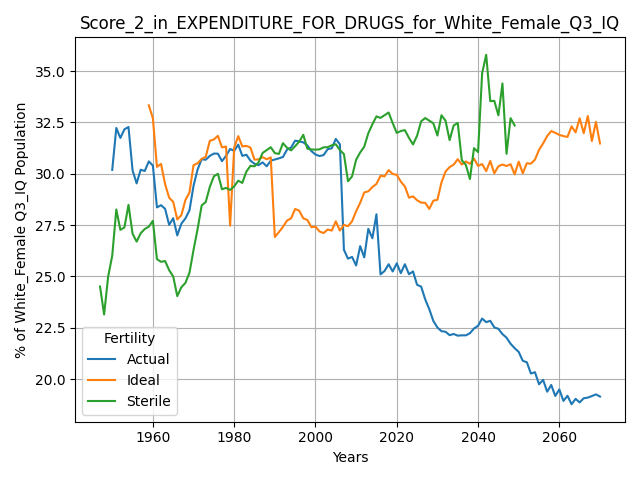 Score_2_in_EXPENDITURE_FOR_DRUGS_for_White_Female_Q3_IQ
% of White_Female Q3_IQ Population
35.0
32.5
30.0
27.5
25.0
22.5
20.0
Fertility
Actual
Ideal
Sterile
1960
1980
2000
2020
2040
2060
Years